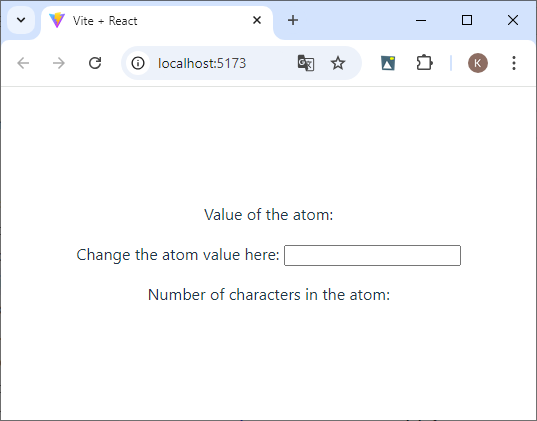 Vite + React
localhost:5173
K
Value of the atom:
Change the atom value here:
Number of characters in the atom: